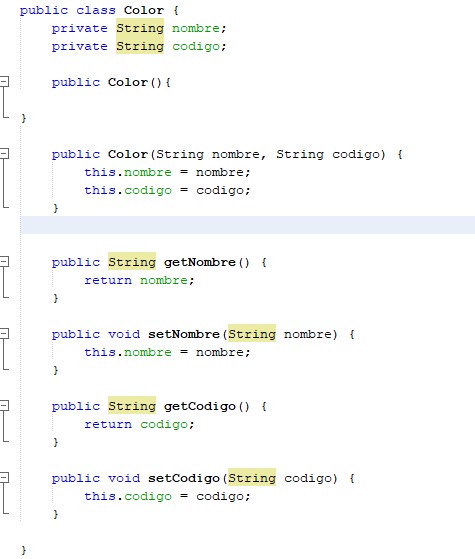 public class Color {
    private String nombre;
    private String codigo;
    public Color(){
}
    public Color(String nombre, String codigo) {
        this.nombre = nombre;
        this.codigo = codigo;
    }
    public String getNombre() {
        return nombre;
    }
    public void setNombre(String nombre) {
        this.nombre = nombre;
    }
    public String getCodigo() {
        return codigo;
    }
    public void setCodigo(String codigo) {
        this.codigo = codigo;
    }
}